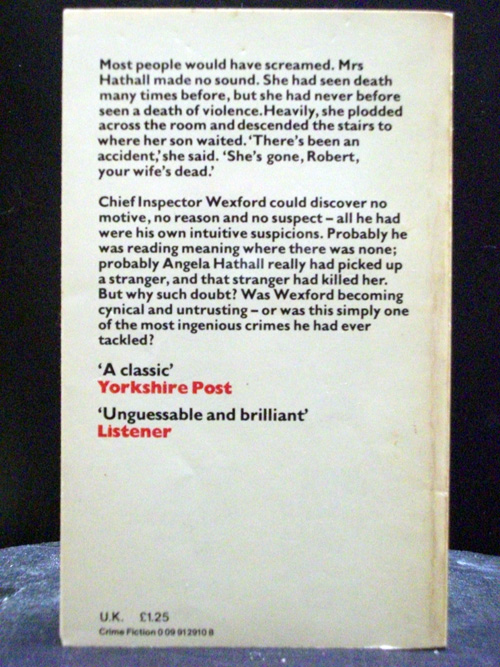 Most people would have screamed. Mrs
Hathall made no sound. She had seen death
many times before, but she had never before
seen a death of violence. Heavily, she plodded
across the room and descended the stairs to
where her son waited. ‘There's been an
accident,’ she said. ‘She's gone, Robert,
your wife's dead.’
Chief Inspector Wexford could discover no
motive, no reason and no suspect – all he had
were his own intuitive suspicions. Probably he
was reading meaning where there was none;
probably Angela Hathall really had picked up
a stranger, and that stranger had killed her.
But why such doubt? Was Wexford becoming
cynical and untrusting – or was this simply one
of the most ingenious crimes he had ever
tackled?
‘A classic’
Yorkshire Post
‘Unguessable and brilliant’
Listener
U.K. £1.25
Crime Fiction 0 09 912910 8